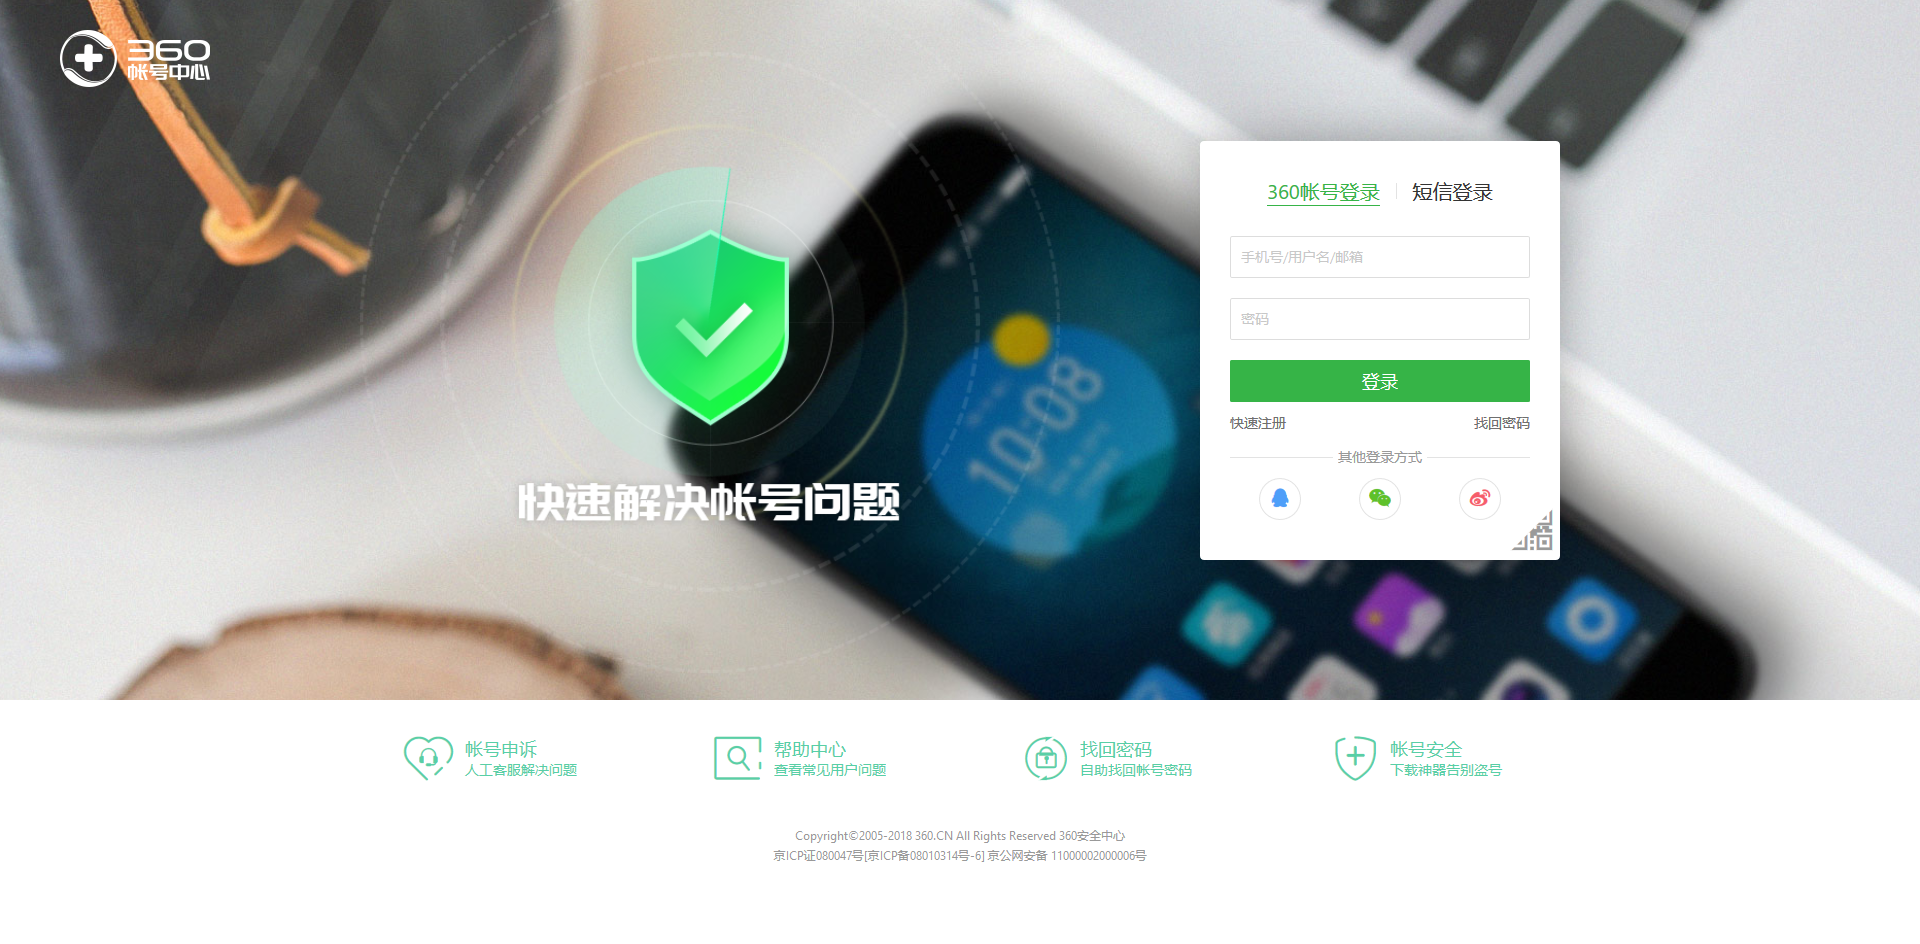 360
帐号中心
360帐号登录
短信登录
手机号/用户名/邮箱
密码
登录
快速注册
找回密码
其他登录方式
10:08
快速解决帐号问题
帐号申诉
人工客服解决问题
帮助中心
查看常见用户问题
找回密码
自助找回帐号密码
帐号安全
下载神器告别盗号
Copyright©2005-2018 360.CN All Rights Reserved 360安全中心
京ICP证080047号[京ICP备08010314号-6] 京公网安备 11000002000006号